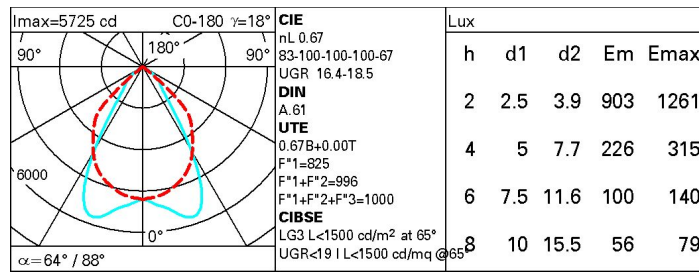 Imax=5725 cd C0-180 γ=18°
90° 180° 90°
6000
0°
α=64° / 88°
CIE
nL 0.67
83-100-100-100-67
UGR 16.4-18.5
DIN
A.61
UTE
0.67B+0.00T
F"1=825
F"1+F"2=996
F"1+F"2+F"3=1000
CIBSE
LG3 L<1500 cd/m² at 65°
UGR<19 | L<1500 cd/mq @65°
Lux
h d1 d2 Em Emax
2 2.5 3.9 903 1261
4 5 7.7 226 315
6 7.5 11.6 100 140
8 10 15.5 56 79